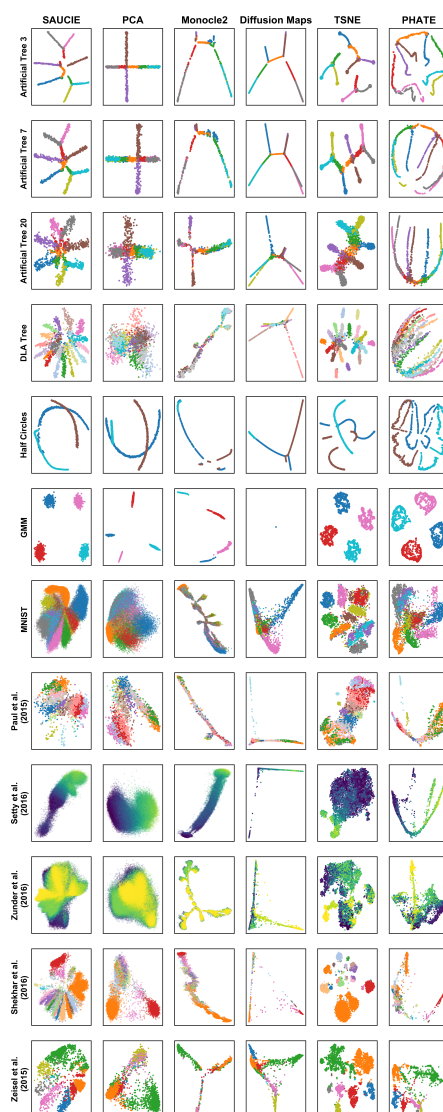 SAUCIE PCA Monocle2 Diffusion Maps TSNE PHATE
Artificial Tree 3
Artificial Tree 7
Artificial Tree 20
DLA Tree
Half Circles
GMM
MNIST
Paul et al.
(2015)
Setty et al.
(2016)
Zunder et al.
(2016)
Shekhar et al.
(2016)
Zeisel et al.
(2015)